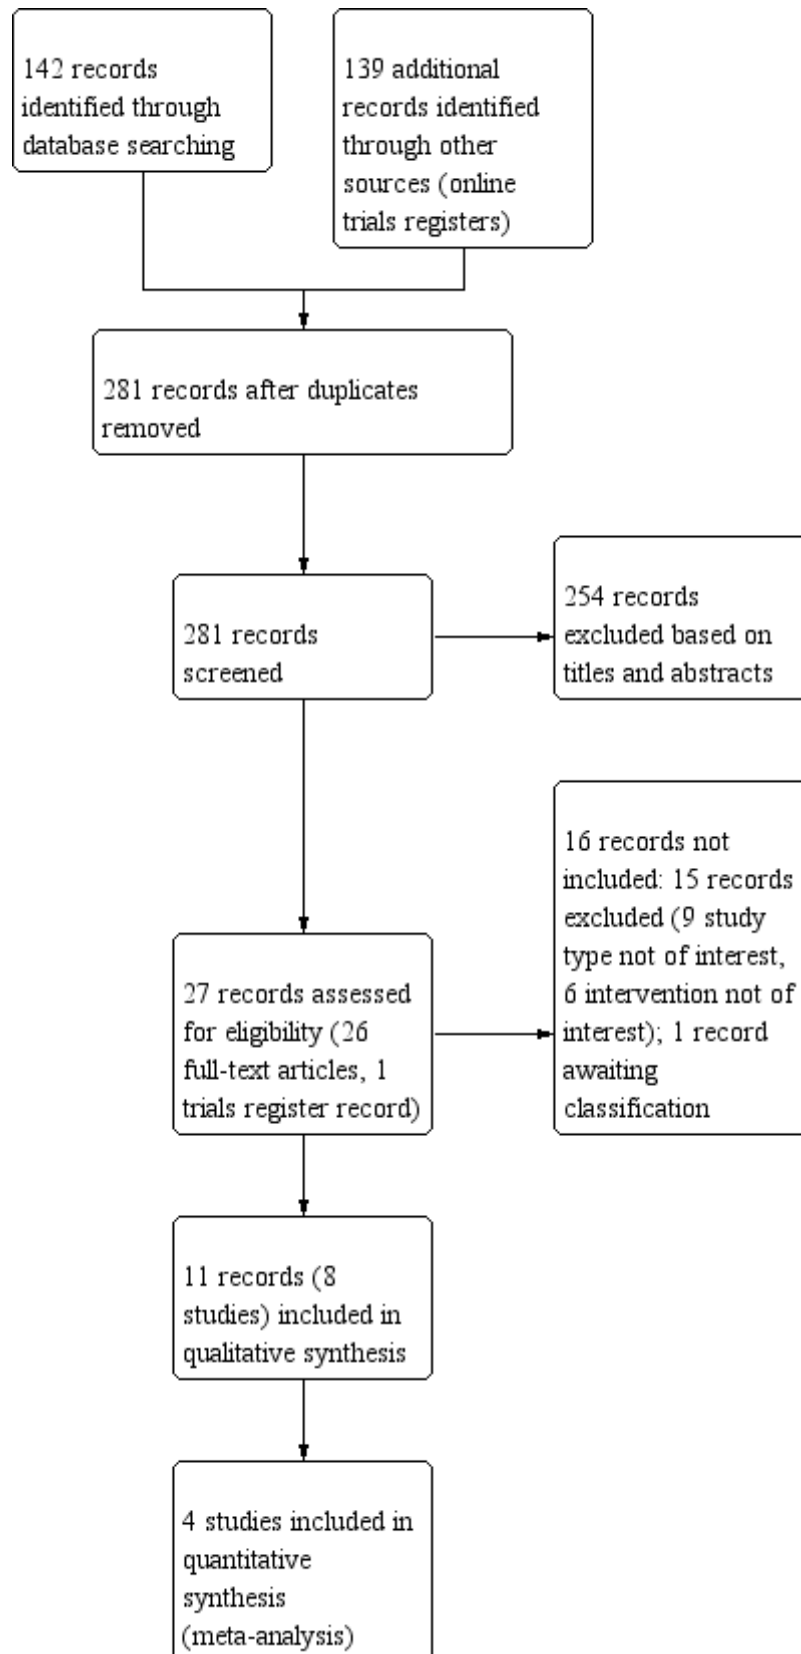 142 records
identified through
database searching
139 additional
records identified
through other
sources (online
trials registers)
281 records after duplicates
removed
281 records
screened
254 records
excluded based on
titles and abstracts
16 records not
included: 15 records
excluded (9 study
type not of interest,
6 intervention not of
interest); 1 record
awaiting
classification
27 records assessed
for eligibility (26
full-text articles, 1
trials register record)
11 records (8
studies) included in
qualitative synthesis
4 studies included in
quantitative
synthesis
(meta-analysis)